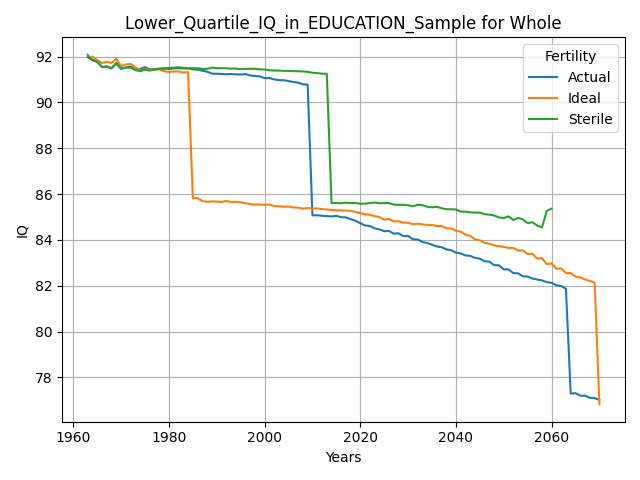 Lower_Quartile_IQ_in_EDUCATION_Sample for Whole
Fertility
Actual
Ideal
Sterile
IQ
92
90
88
86
84
82
80
78
1960 1980 2000 2020 2040 2060
Years